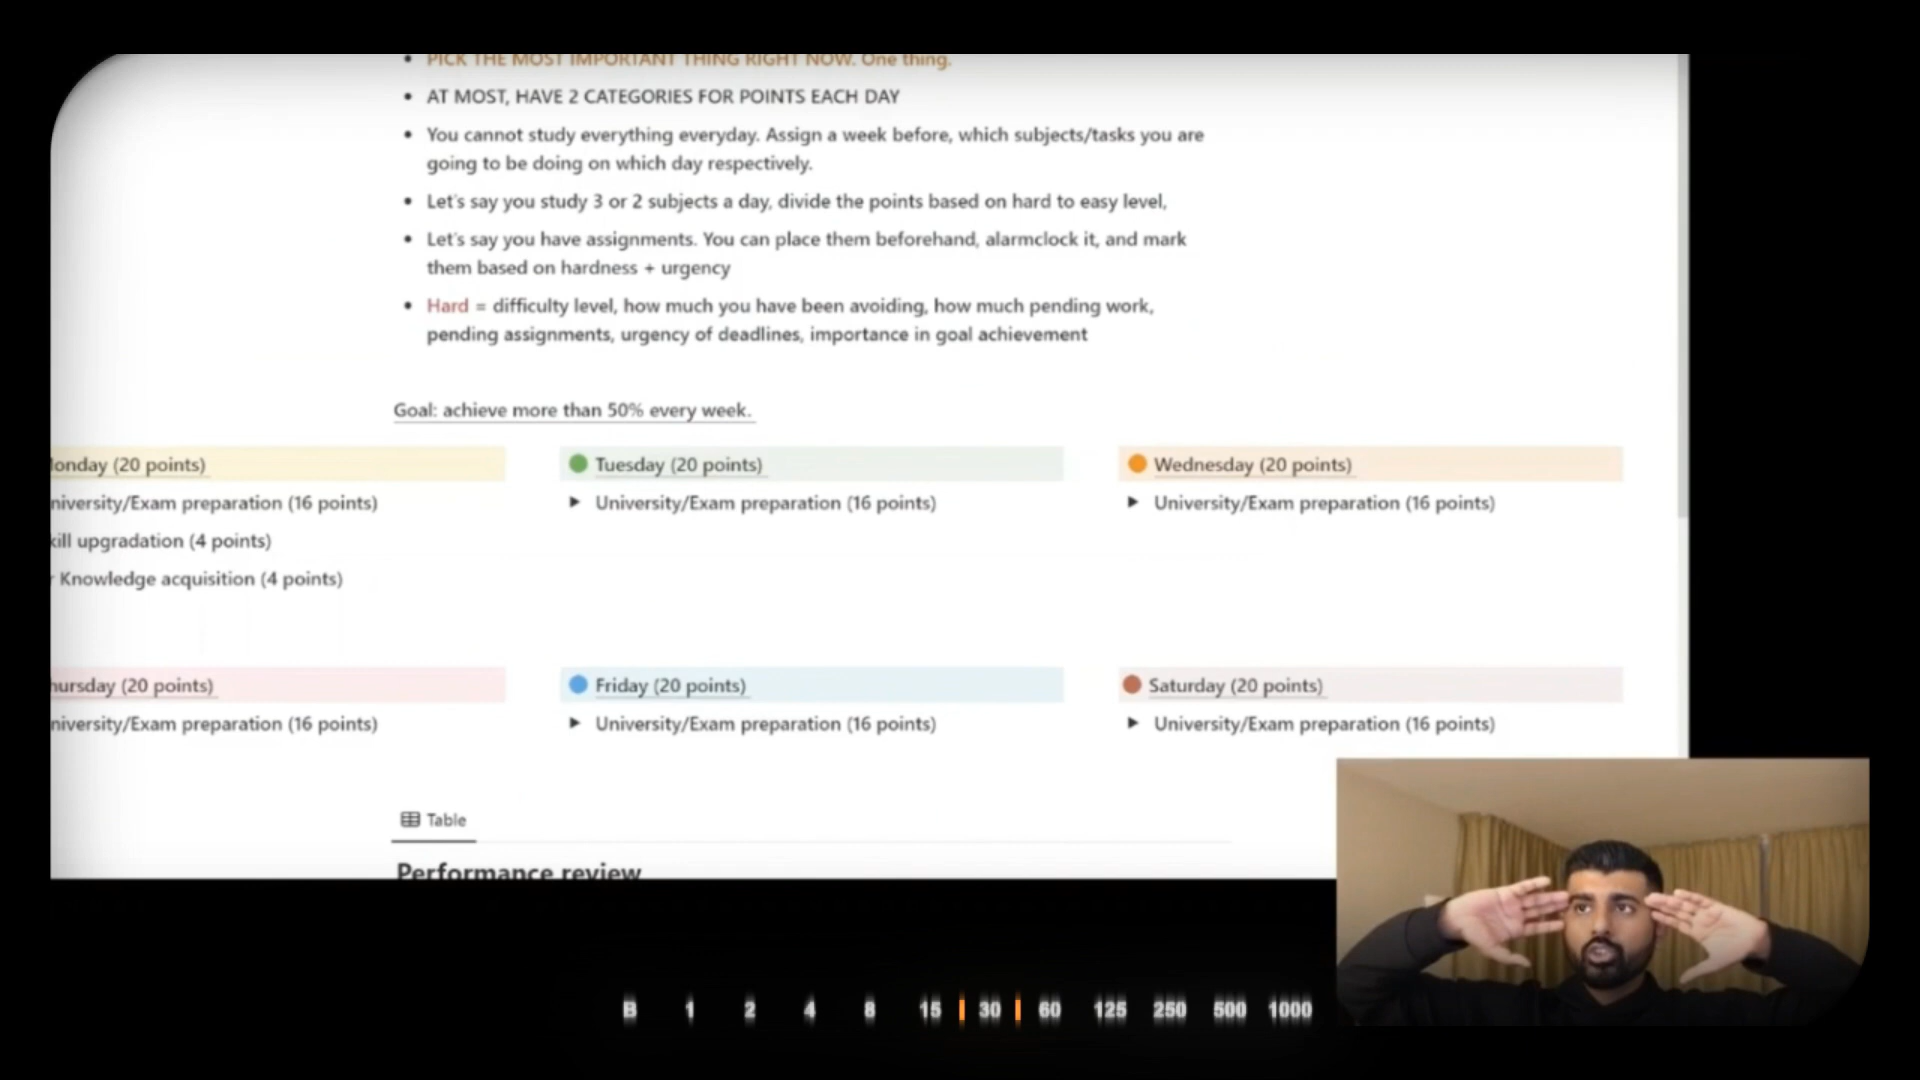 PICK THE MOST IMPORTANT THING RIGHT NOW. One thing.
AT MOST, HAVE 2 CATEGORIES FOR POINTS EACH DAY
You cannot study everything everyday. Assign a week before, which subjects/tasks you are
going to be doing on which day respectively.
Let's say you study 3 or 2 subjects a day, divide the points based on hard to easy level,
Let's say you have assignments. You can place them beforehand, alarmclock it, and mark
them based on hardness + urgency
Hard = difficulty level, how much you have been avoiding, how much pending work,
pending assignments, urgency of deadlines, importance in goal achievement
Goal: achieve more than 50% every week.
onday (20 points)
Tuesday (20 points)
Wednesday (20 points)
niversity/Exam preparation (16 points)
University/Exam preparation (16 points)
University/Exam preparation (16 points)
kill upgradation (4 points)
r Knowledge acquisition (4 points)
hursday (20 points)
Friday (20 points)
Saturday (20 points)
niversity/Exam preparation (16 points)
University/Exam preparation (16 points)
University/Exam preparation (16 points)
Table
Performance review
B 1 2 4 8 15 30 60 125 250 500 1000